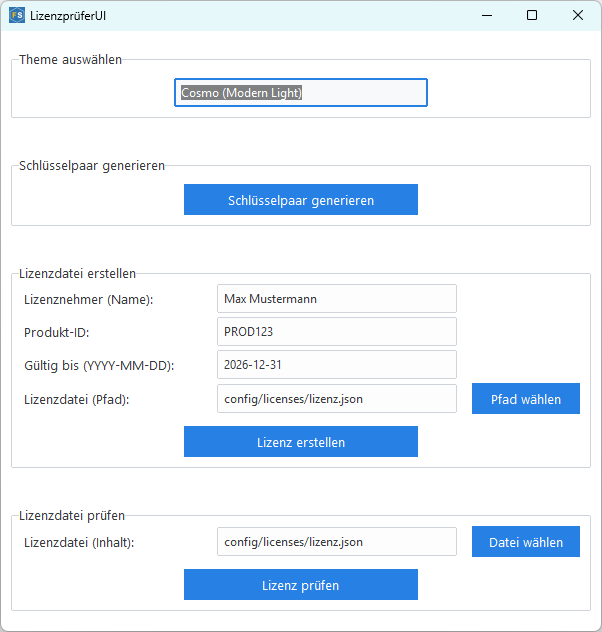 FS LizenzprüferUI
Theme auswählen
Cosmo (Modern Light)
Schlüsselpaar generieren
Schlüsselpaar generieren
Lizenzdatei erstellen
Lizenznehmer (Name): Max Mustermann
Produkt-ID: PROD123
Gültig bis (YYYY-MM-DD): 2026-12-31
Lizenzdatei (Pfad): config/licenses/lizenz.json Pfad wählen
Lizenz erstellen
Lizenzdatei prüfen
Lizenzdatei (Inhalt): config/licenses/lizenz.json Datei wählen
Lizenz prüfen